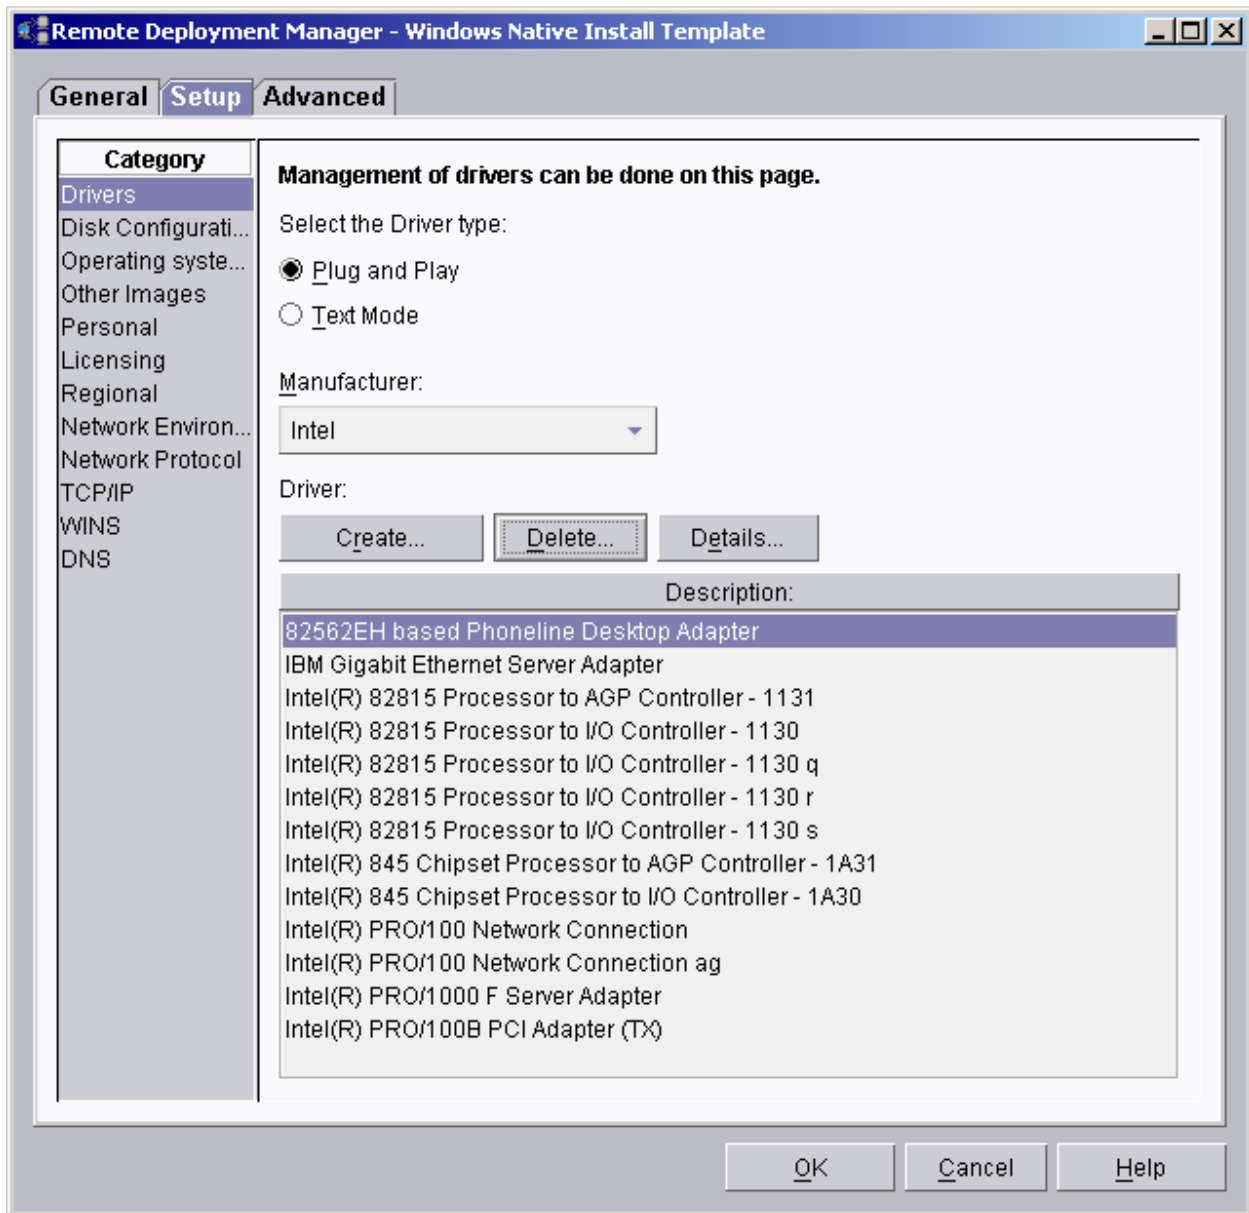 Remote Deployment Manager - Windows Native Install Template
General Setup Advanced
Category
Drivers
Disk Configurati...
Operating syste...
Other Images
Personal
Licensing
Regional
Network Environ...
Network Protocol
TCP/IP
WINS
DNS
Management of drivers can be done on this page.
Select the Driver type:
Plug and Play
Text Mode
Manufacturer:
Intel
Driver:
Create... Delete... Details...
Description:
82562EH based Phoneline Desktop Adapter
IBM Gigabit Ethernet Server Adapter
Intel(R) 82815 Processor to AGP Controller - 1131
Intel(R) 82815 Processor to I/O Controller - 1130
Intel(R) 82815 Processor to I/O Controller - 1130 q
Intel(R) 82815 Processor to I/O Controller - 1130 r
Intel(R) 82815 Processor to I/O Controller - 1130 s
Intel(R) 845 Chipset Processor to AGP Controller - 1A31
Intel(R) 845 Chipset Processor to I/O Controller - 1A30
Intel(R) PRO/100 Network Connection
Intel(R) PRO/100 Network Connection ag
Intel(R) PRO/1000 F Server Adapter
Intel(R) PRO/100B PCI Adapter (TX)
OK Cancel Help